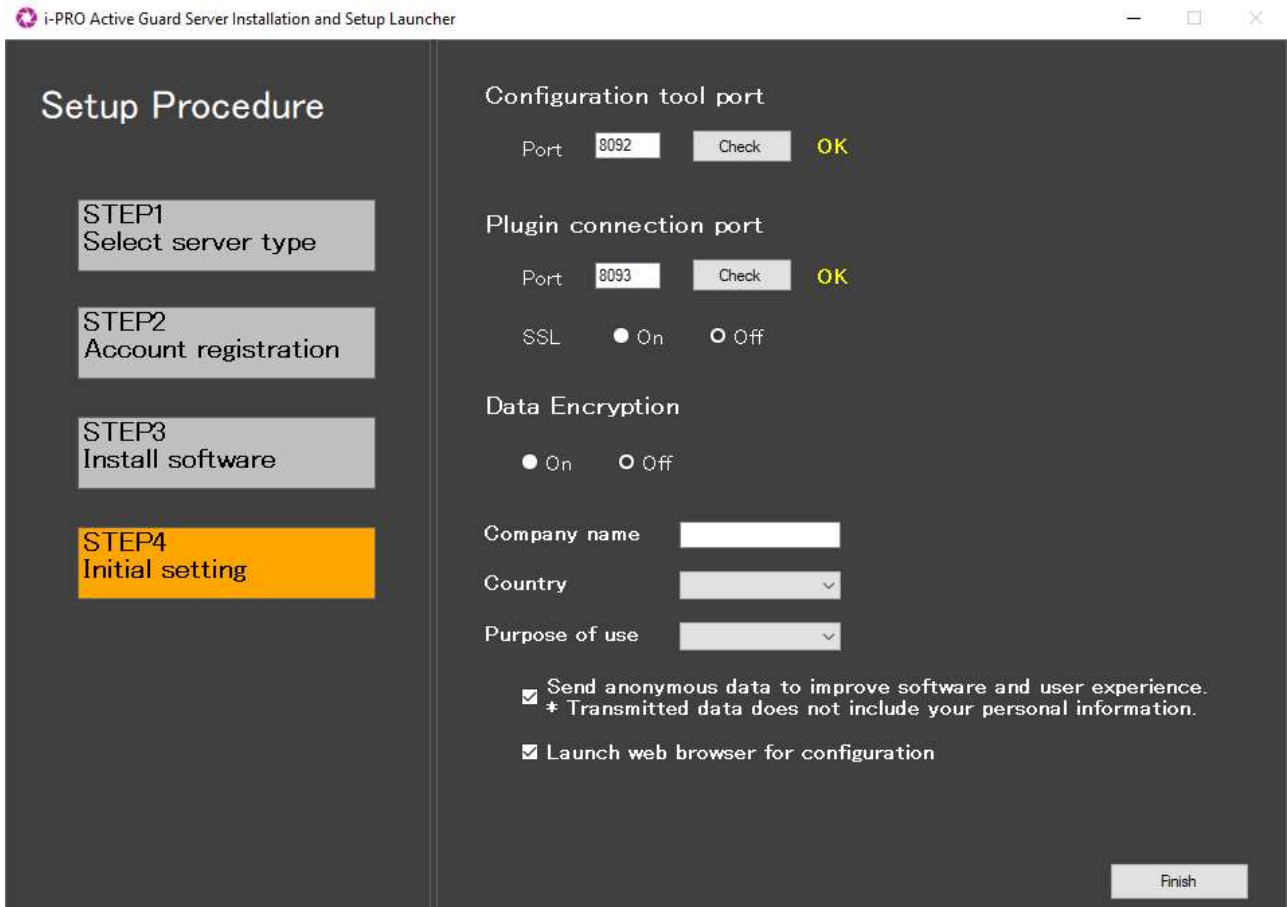 i-PRO Active Guard Server Installation and Setup Launcher
Setup Procedure
STEP1
Select server type
STEP2
Account registration
STEP3
Install software
STEP4
Initial setting
Configuration tool port
Port 8092 Check OK
Plugin connection port
Port 8093 Check OK
SSL On Off
Data Encryption
On Off
Company name
Country
Purpose of use
Send anonymous data to improve software and user experience.
* Transmitted data does not include your personal information.
Launch web browser for configuration
Finish